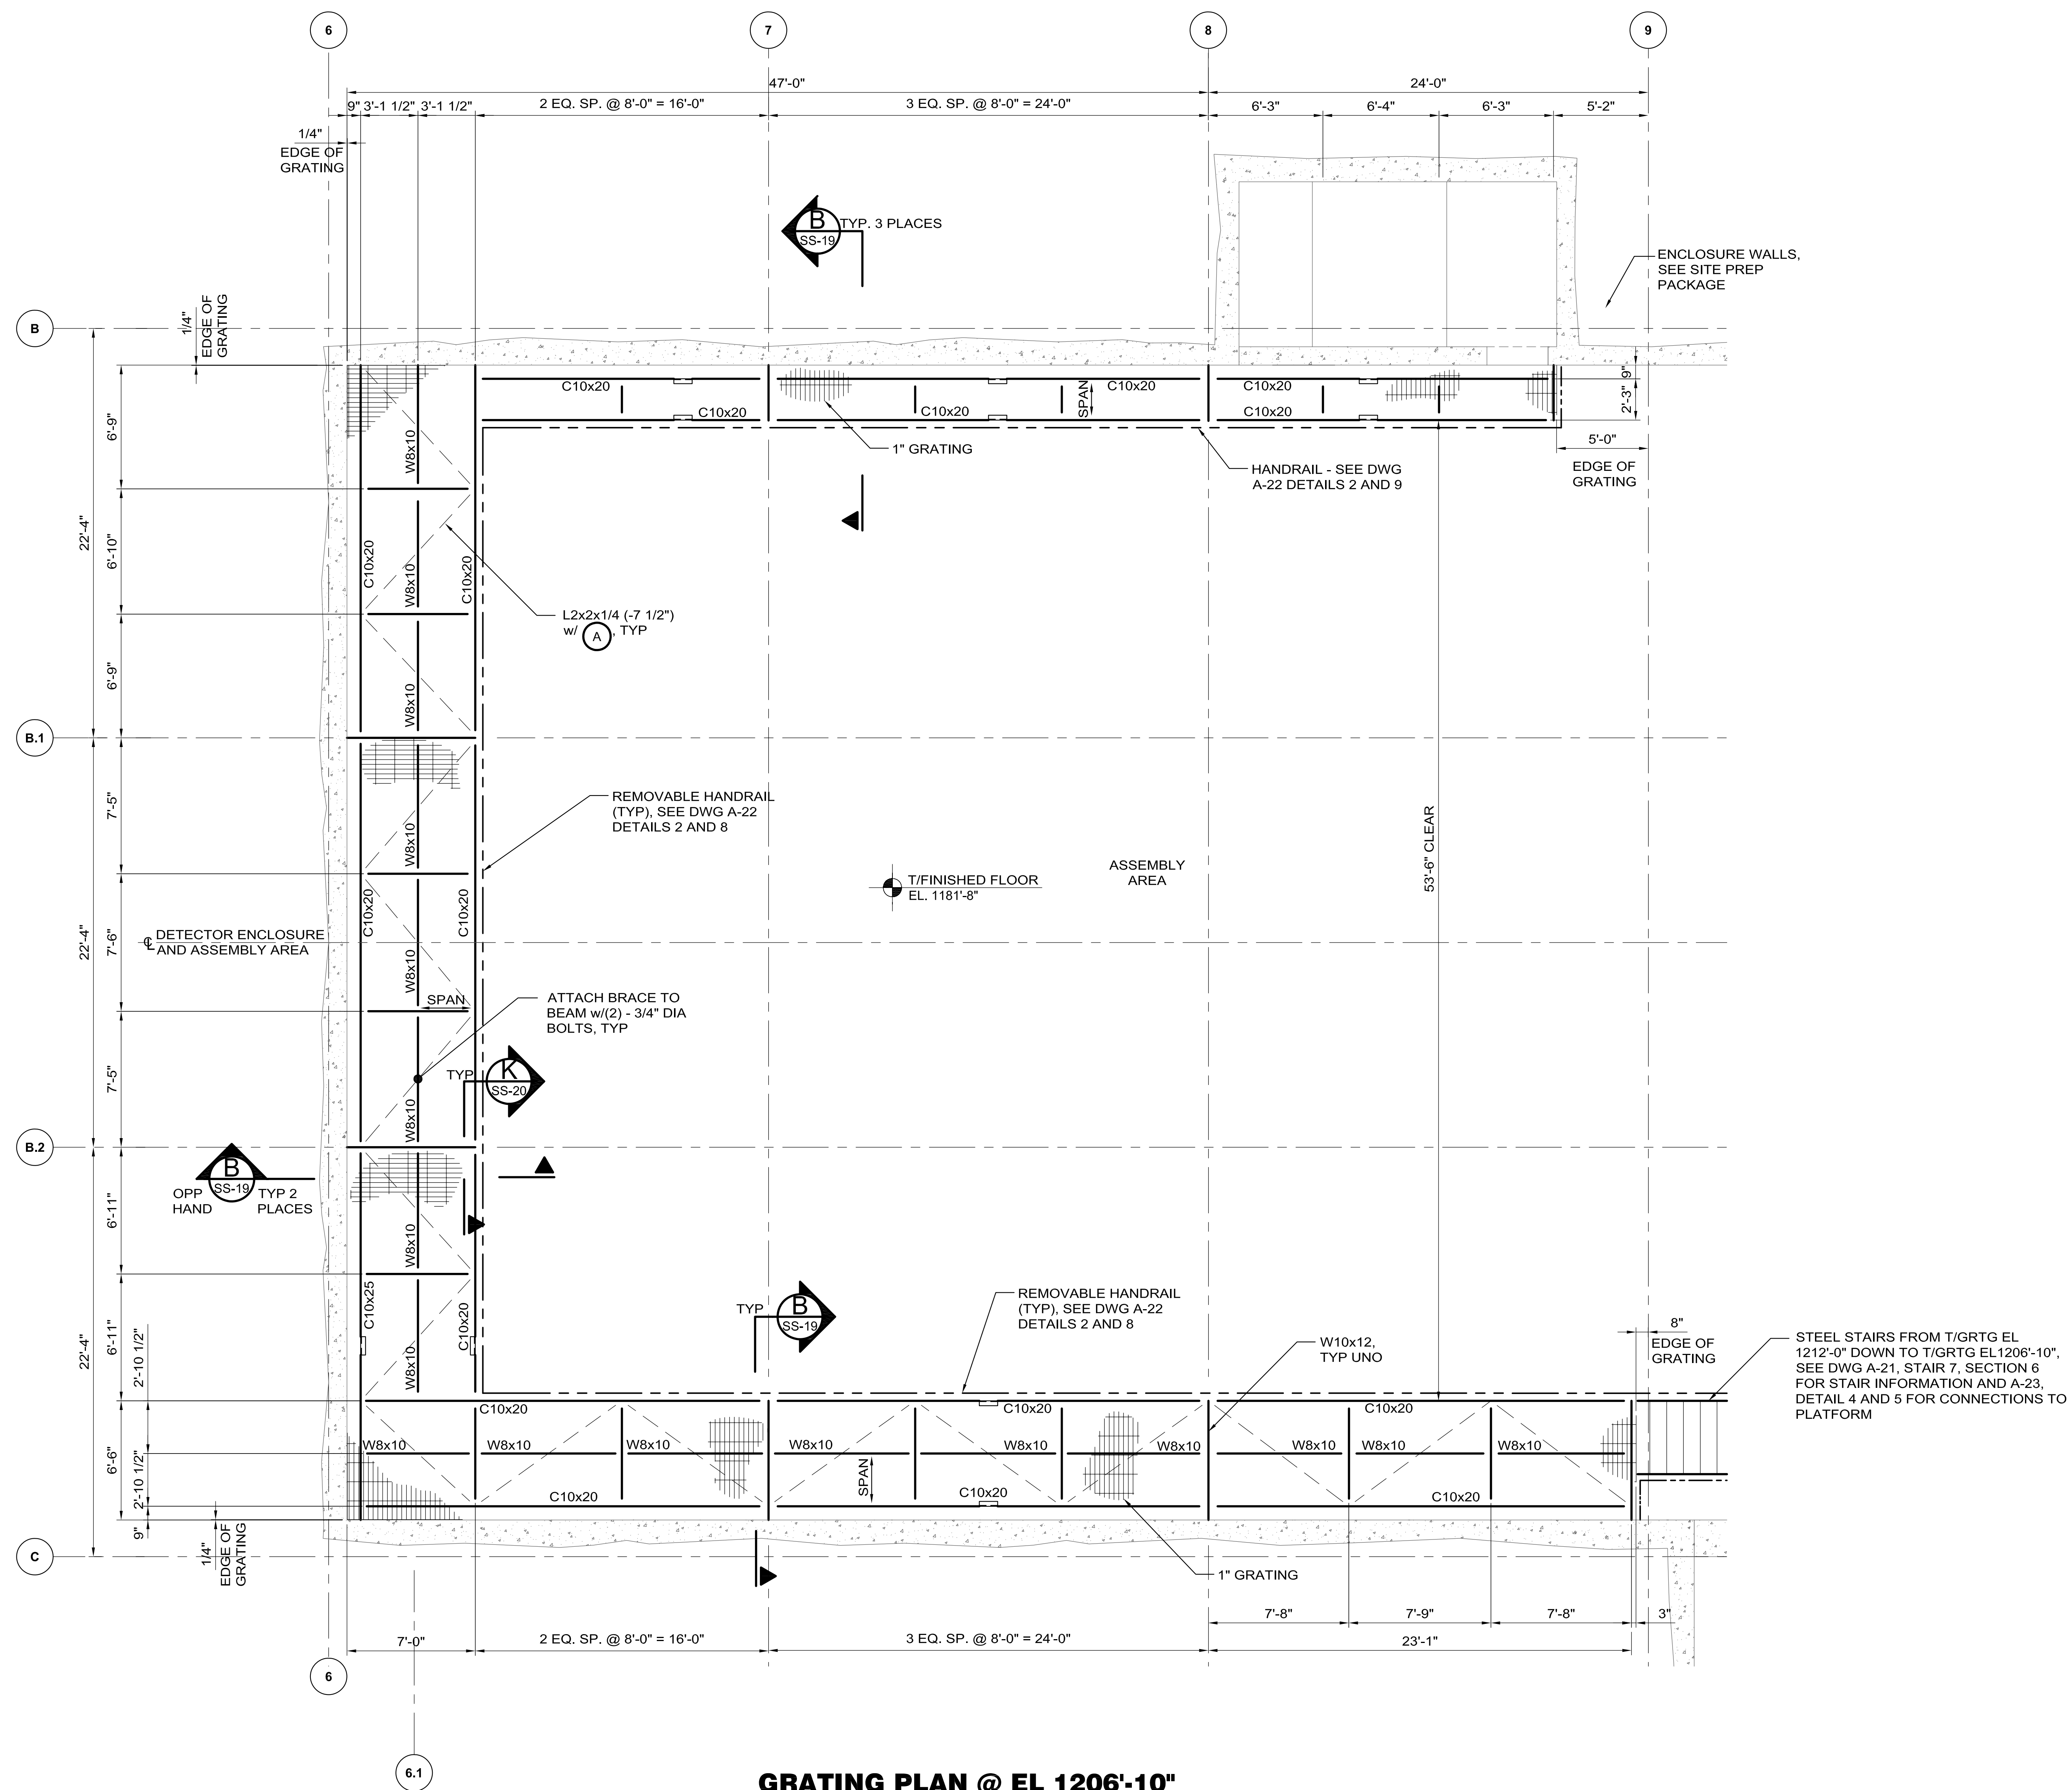 6
7
8
9
47'-0"
24'-0"
9"
3'-1 1/2"
3'-1 1/2"
2 EQ. SP. @ 8'-0" = 16'-0"
3 EQ. SP. @ 8'-0" = 24'-0"
6'-3"
6'-4"
6'-3"
5'-2"
1/4"
EDGE OF
GRATING
B
SS-19
TYP. 3 PLACES
ENCLOSURE WALLS,
SEE SITE PREP
PACKAGE
B
1/4"
EDGE OF
GRATING
C10x20
C10x20
C10x20
C10x20
SPAN
C10x20
C10x20
C10x20
9"
2'-3"
5'-0"
EDGE OF
GRATING
1" GRATING
HANDRAIL - SEE DWG
A-22 DETAILS 2 AND 9
6'-9"
W8x10
22'-4"
6'-10"
C10x20
W8x10
C10x20
L2x2x1/4 (-7 1/2")
w/ A, TYP
6'-9"
W8x10
B.1
7'-5"
W8x10
REMOVABLE HANDRAIL
(TYP), SEE DWG A-22
DETAILS 2 AND 8
53'-6" CLEAR
T/FINISHED FLOOR
EL. 1181'-8"
ASSEMBLY
AREA
22'-4"
7'-6"
C10x20
C10x20
W8x10
℄ DETECTOR ENCLOSURE
AND ASSEMBLY AREA
SPAN
ATTACH BRACE TO
BEAM w/(2) - 3/4" DIA
BOLTS, TYP
7'-5"
W8x10
TYP
K
SS-20
B.2
B
SS-19
OPP
HAND
TYP 2
PLACES
6'-11"
W8x10
22'-4"
6'-11"
C10x25
C10x20
W8x10
TYP
B
SS-19
REMOVABLE HANDRAIL
(TYP), SEE DWG A-22
DETAILS 2 AND 8
W10x12,
TYP UNO
8"
EDGE OF
GRATING
STEEL STAIRS FROM T/GRTG EL
1212'-0" DOWN TO T/GRTG EL1206'-10",
SEE DWG A-21, STAIR 7, SECTION 6
FOR STAIR INFORMATION AND A-23,
DETAIL 4 AND 5 FOR CONNECTIONS TO
PLATFORM
2'-10 1/2"
6'-6"
2'-10 1/2"
9"
C10x20
C10x20
C10x20
W8x10
W8x10
W8x10
W8x10
W8x10
W8x10
W8x10
W8x10
W8x10
SPAN
C10x20
C10x20
C10x20
C
1/4"
EDGE OF
GRATING
1" GRATING
7'-8"
7'-9"
7'-8"
3"
7'-0"
2 EQ. SP. @ 8'-0" = 16'-0"
3 EQ. SP. @ 8'-0" = 24'-0"
23'-1"
6
6.1
GRATING PLAN @ EL 1206'-10"